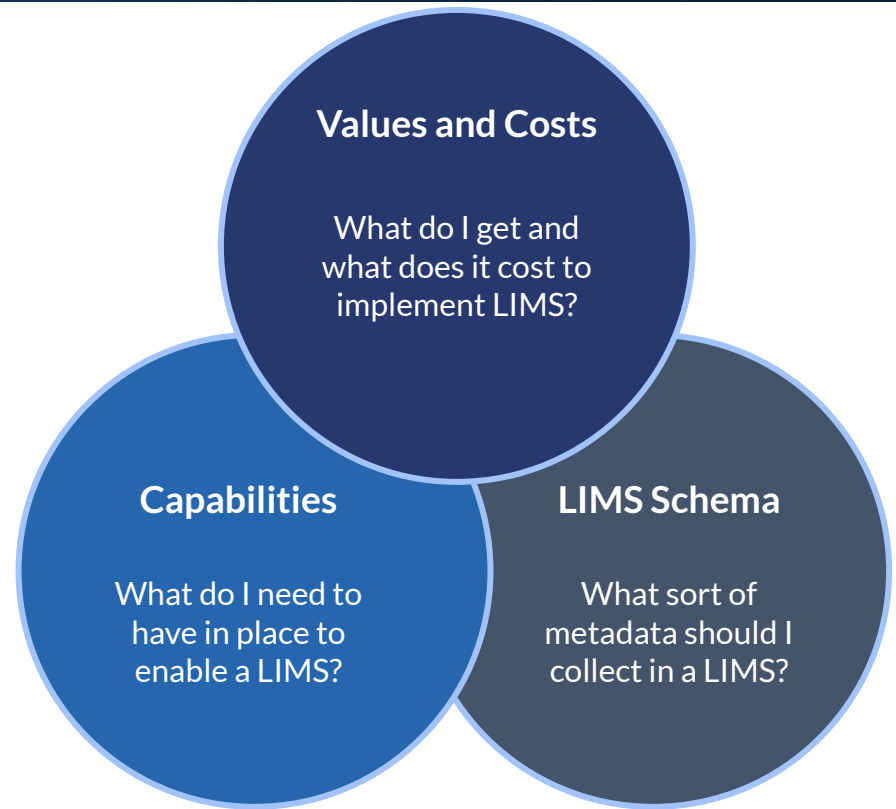 Values and Costs
What do I get and
what does it cost to
implement LIMS?
Capabilities
What do I need to
have in place to
enable a LIMS?
LIMS Schema
What sort of
metadata should I
collect in a LIMS?